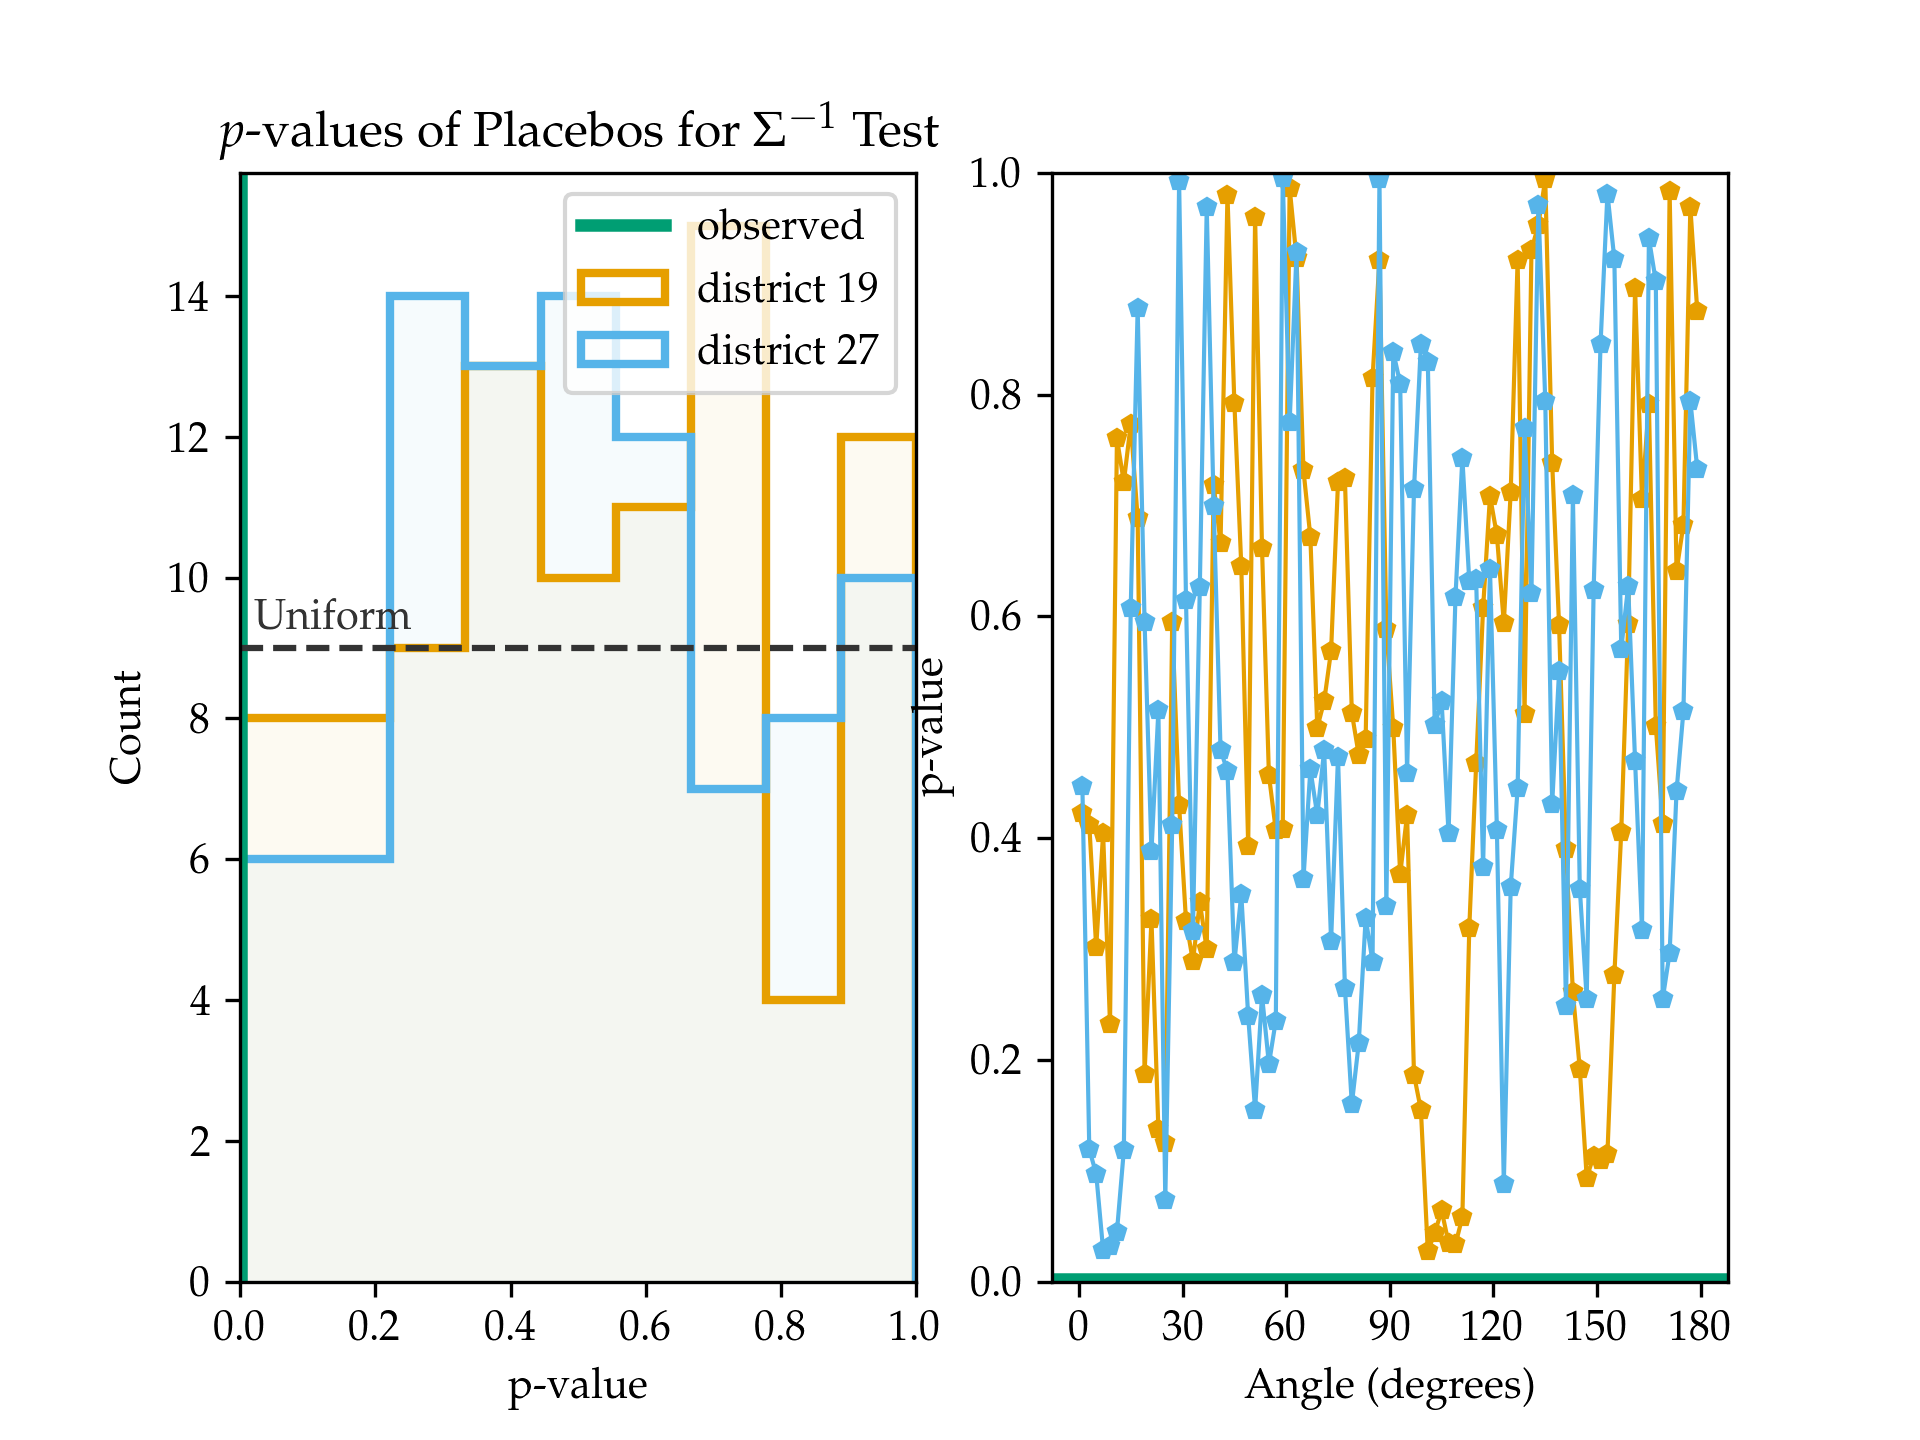 p-values of Placebos for Σ⁻¹ Test
observed
district 19
district 27
Uniform
Count
14
12
10
8
6
4
2
0
0.0 0.2 0.4 0.6 0.8 1.0
p-value
p-value
1.0
0.8
0.6
0.4
0.2
0.0
0 30 60 90 120 150 180
Angle (degrees)